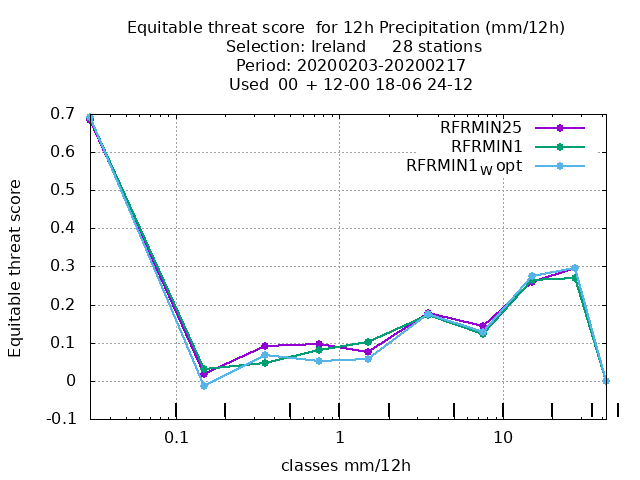 Equitable threat score  for 12h Precipitation (mm/12h)
Selection: Ireland     28 stations
Period: 20200203-20200217
Used  00  + 12-00 18-06 24-12
RFRMIN25
RFRMIN1
RFRMIN1W opt
Equitable threat score
0.7
0.6
0.5
0.4
0.3
0.2
0.1
0
-0.1
0.1
1
10
classes mm/12h